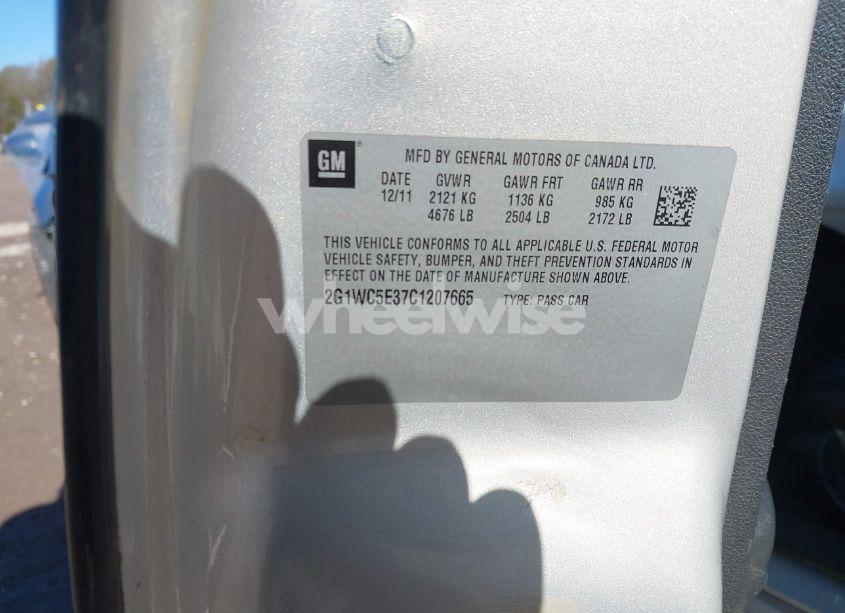 GM
MFD BY GENERAL MOTORS OF CANADA LTD.
DATE GVWR GAWR FRT GAWR RR
12/11 2121 KG 1136 KG 985 KG
4676 LB 2504 LB 2172 LB
THIS VEHICLE CONFORMS TO ALL APPLICABLE U.S. FEDERAL MOTOR
VEHICLE SAFETY, BUMPER, AND THEFT PREVENTION STANDARDS IN
EFFECT ON THE DATE OF MANUFACTURE SHOWN ABOVE.
2G1WC5E37C1207665 TYPE: PASS CAR
wheelwise